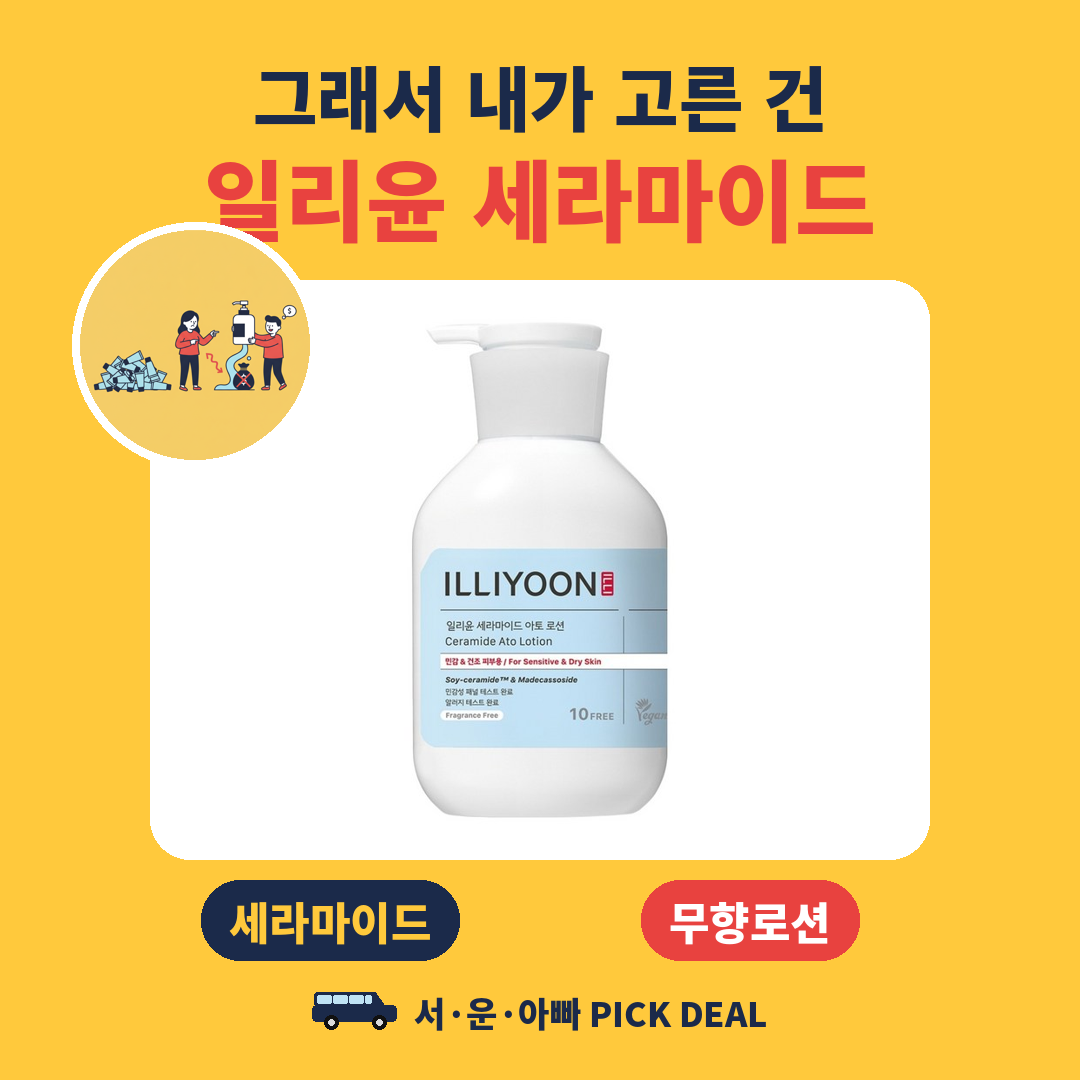 그래서 내가 고른 건
일리윤 세라마이드
$
ILLIYOON ILLI
일리윤 세라마이드 아토 로션
Ceramide Ato Lotion
민감 & 건조 피부용 / For Sensitive & Dry Skin
Soy-ceramide™ & Madecassoside
민감성 패널 테스트 완료
알러지 테스트 완료
Fragrance Free
10 FREE
Vegan
세라마이드
무향로션
서·운·아빠 PICK DEAL